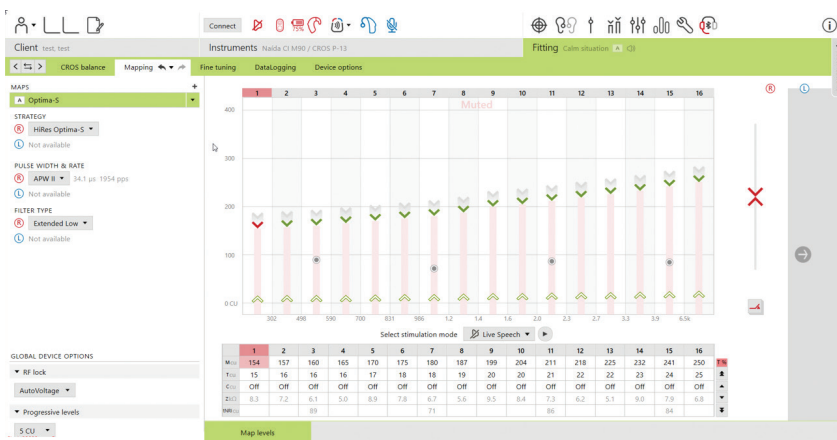 Connect
75%
Client test, test
Instruments Naída CI M90 / CROS P-13
Fitting Calm situation A
CROS balance
Mapping
Fine tuning
DataLogging
Device options
MAPS
+
A Optima-S
STRATEGY
R HiRes Optima-S
L Not available
PULSE WIDTH & RATE
R APW II 34.1 µs 1954 pps
L Not available
FILTER TYPE
R Extended Low
L Not available
GLOBAL DEVICE OPTIONS
RF lock
AutoVoltage
Progressive levels
5 CU
1 2 3 4 5 6 7 8 9 10 11 12 13 14 15 16
R
L
Muted
400
300
200
100
0 CU
302 498 590 700 831 986 1.2 1.4 1.6 2.0 2.3 2.7 3.3 3.9 6.5k
Select stimulation mode Live Speech
1 2 3 4 5 6 7 8 9 10 11 12 13 14 15 16
M CU 154 157 160 165 170 175 180 187 199 204 211 218 225 232 241 250 T %
T CU 15 16 16 16 17 18 18 19 20 20 21 22 22 23 24 25
C CU Off Off Off Off Off Off Off Off Off Off Off Off Off Off Off Off
8.3 7.2 6.1 5.0 8.9 7.8 6.7 5.6 9.5 8.4 7.3 6.2 5.1 9.0 7.9 6.8
89 71 86 84
Map levels